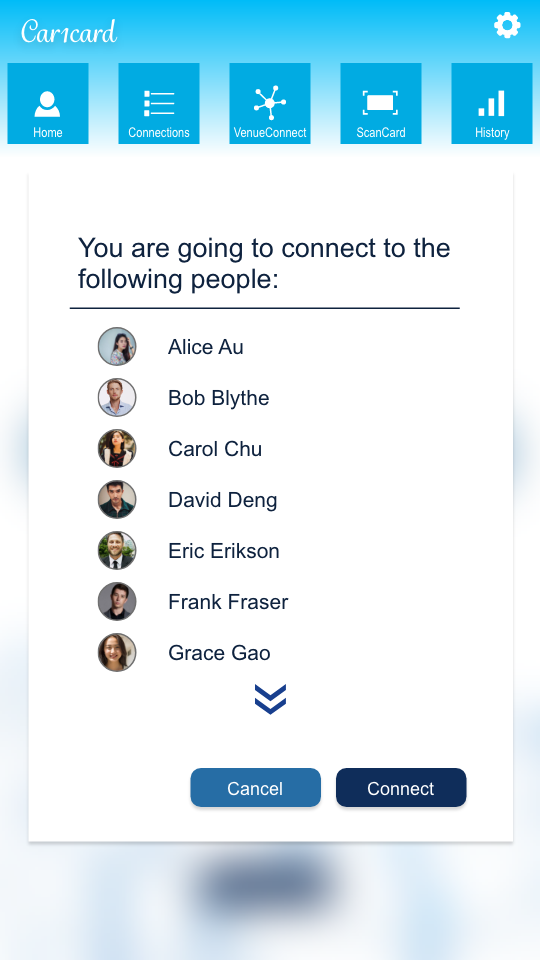 Car1card
Home
Connections
VenueConnect
ScanCard
History
You are going to connect to the
following people:
Alice Au
Bob Blythe
Carol Chu
David Deng
Eric Erikson
Frank Fraser
Grace Gao
Cancel
Connect